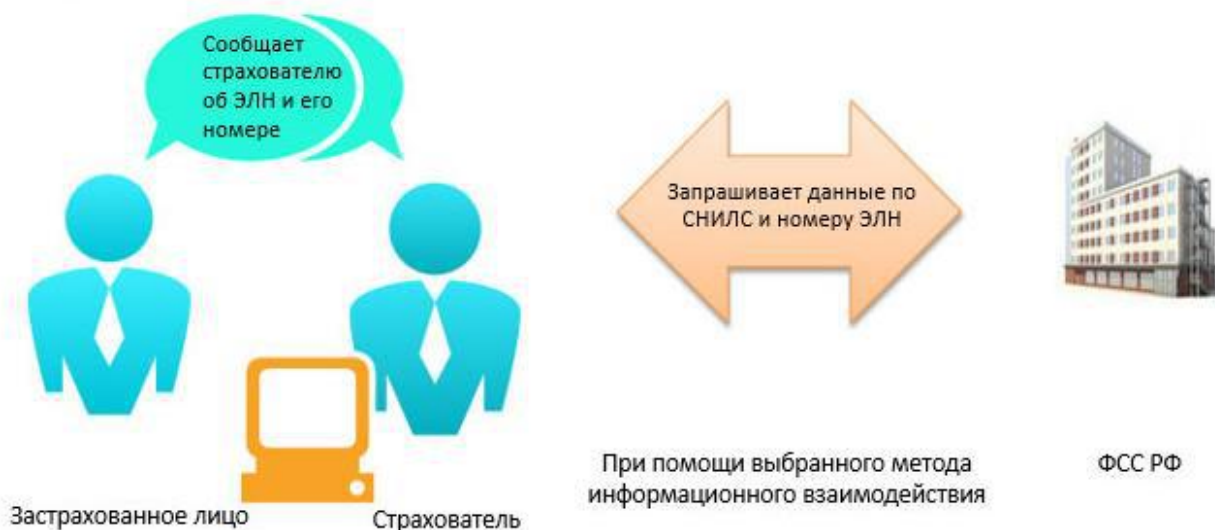 Сообщает
страхователю
об ЭЛН и его
номере
Запрашивает данные по
СНИЛС и номеру ЭЛН
При помощи выбранного метода
информационного взаимодействия
ФСС РФ
Застрахованное лицо
Страхователь